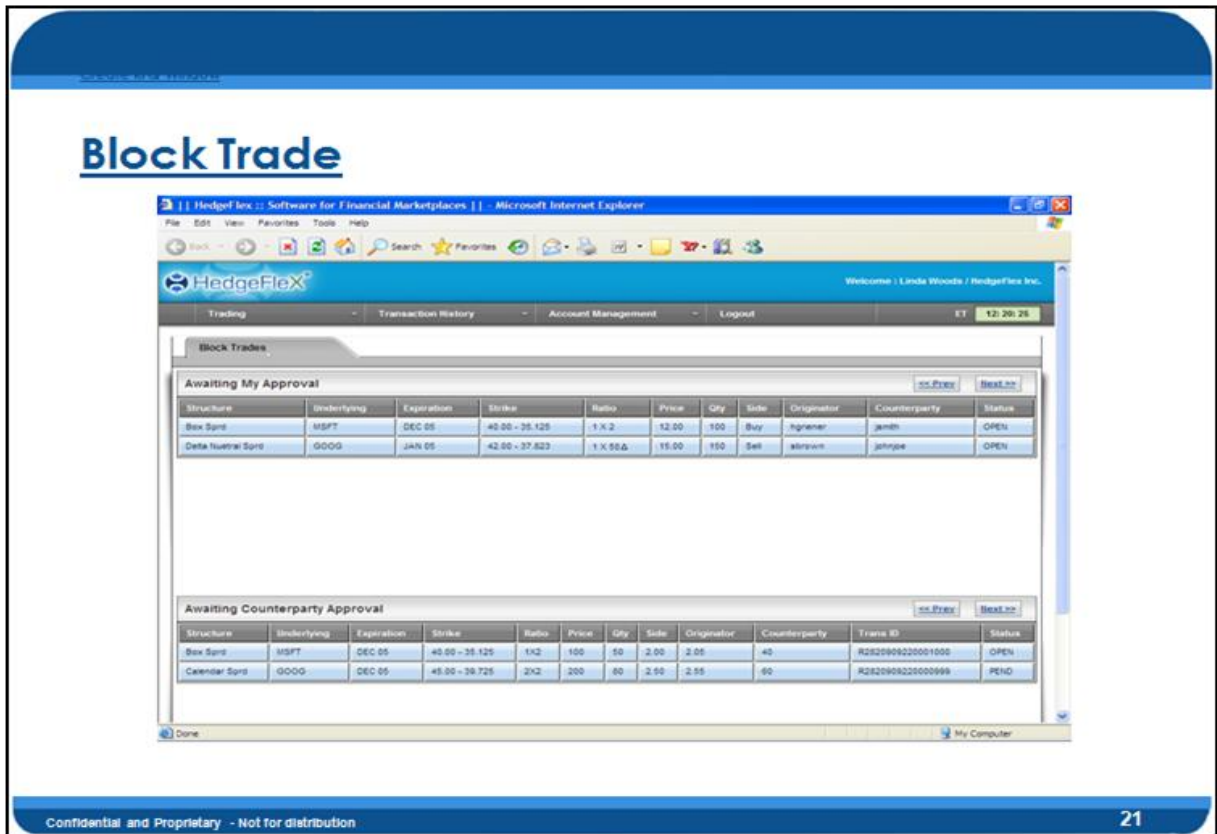 Block Trade
|| HedgeFlex :: Software for Financial Marketplaces || - Microsoft Internet Explorer
File Edit View Favorites Tools Help
Back Search Favorites
HedgeFleX Welcome : Linda Woods / HedgeFlex Inc.
Trading Transaction History Account Management Logout ET 12: 20: 25
Block Trades
Awaiting My Approval << Prev Next >>
Structure Underlying Expiration Strike Ratio Price Qty Side Originator Counterparty Status
Box Sprd MSFT DEC 05 40.00 - 35.125 1 X 2 12.00 100 Buy hgriener jsmith OPEN
Delta Nuetral Sprd GOOG JAN 05 42.00 - 37.823 1 X 50Δ 15.00 150 Sell abrown johnjoe OPEN
Awaiting Counterparty Approval << Prev Next >>
Structure Underlying Expiration Strike Ratio Price Qty Side Originator Counterparty Trans ID Status
Box Sprd MSFT DEC 05 40.00 - 35.125 1X2 100 50 2.00 2.05 40 R2820909220001000 OPEN
Calendar Sprd GOOG DEC 05 45.00 - 39.725 2X2 200 60 2.50 2.55 60 R2820909220000999 PEND
Done My Computer
Confidential and Proprietary - Not for distribution 21